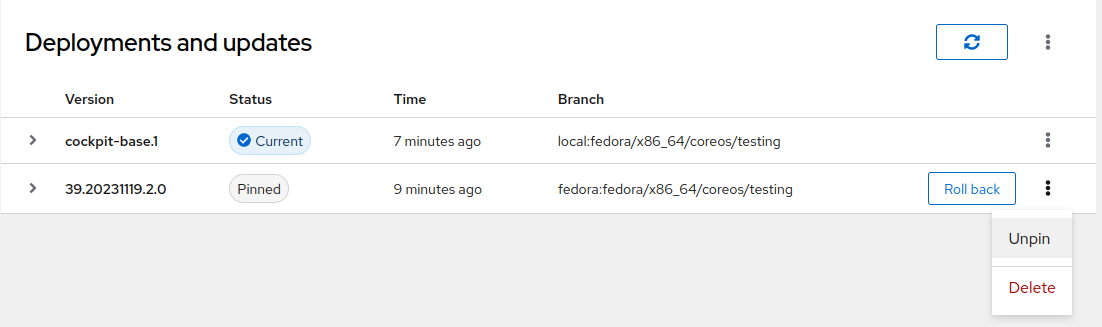 Deployments and updates
Version Status Time Branch
cockpit-base.1 Current 7 minutes ago local:fedora/x86_64/coreos/testing
39.20231119.2.0 Pinned 9 minutes ago fedora:fedora/x86_64/coreos/testing Roll back
Unpin
Delete